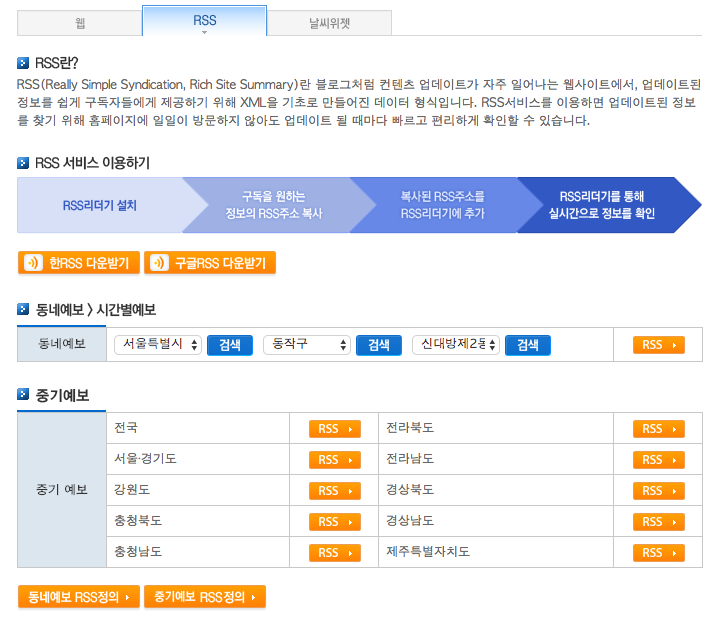 웹
RSS
날씨위젯
RSS란?
RSS(Really Simple Syndication, Rich Site Summary)란 블로그처럼 컨텐츠 업데이트가 자주 일어나는 웹사이트에서, 업데이트된
정보를 쉽게 구독자들에게 제공하기 위해 XML을 기초로 만들어진 데이터 형식입니다. RSS서비스를 이용하면 업데이트된 정보
를 찾기 위해 홈페이지에 일일이 방문하지 않아도 업데이트 될 때마다 빠르고 편리하게 확인할 수 있습니다.
RSS 서비스 이용하기
RSS리더기 설치
구독을 원하는
정보의 RSS주소 복사
복사된 RSS주소를
RSS리더기에 추가
RSS리더기를 통해
실시간으로 정보를 확인
한RSS 다운받기
구글RSS 다운받기
동네예보 > 시간별예보
동네예보 서울특별시 검색 동작구 검색 신대방제2동 검색 RSS
중기예보
중기 예보
전국 RSS 전라북도 RSS
서울·경기도 RSS 전라남도 RSS
강원도 RSS 경상북도 RSS
충청북도 RSS 경상남도 RSS
충청남도 RSS 제주특별자치도 RSS
동네예보 RSS정의
중기예보 RSS정의